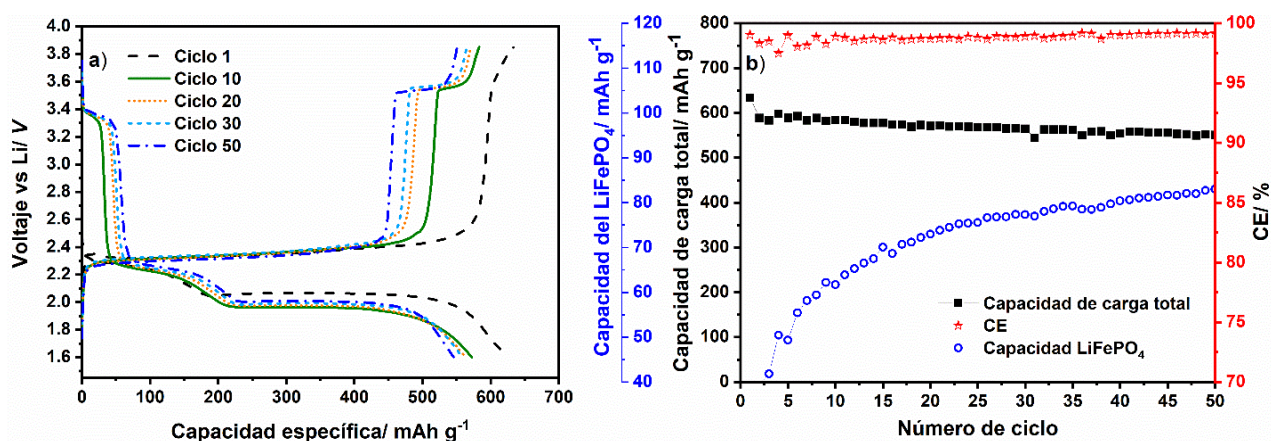 a)
Voltaje vs Li/ V
4.0
3.8
3.6
3.4
3.2
3.0
2.8
2.6
2.4
2.2
2.0
1.8
1.6
Ciclo 1
Ciclo 10
Ciclo 20
Ciclo 30
Ciclo 50
0 100 200 300 400 500 600 700
Capacidad específica/ mAh g-1
Capacidad del LiFePO4/ mAh g-1
120
110
100
90
80
70
60
50
40
Capacidad de carga total/ mAh g-1
800
700
600
500
400
300
200
100
0
b)
Capacidad de carga total
CE
Capacidad LiFePO4
0 5 10 15 20 25 30 35 40 45 50
Número de ciclo
100
95
90
85
80
75
70
CE/ %